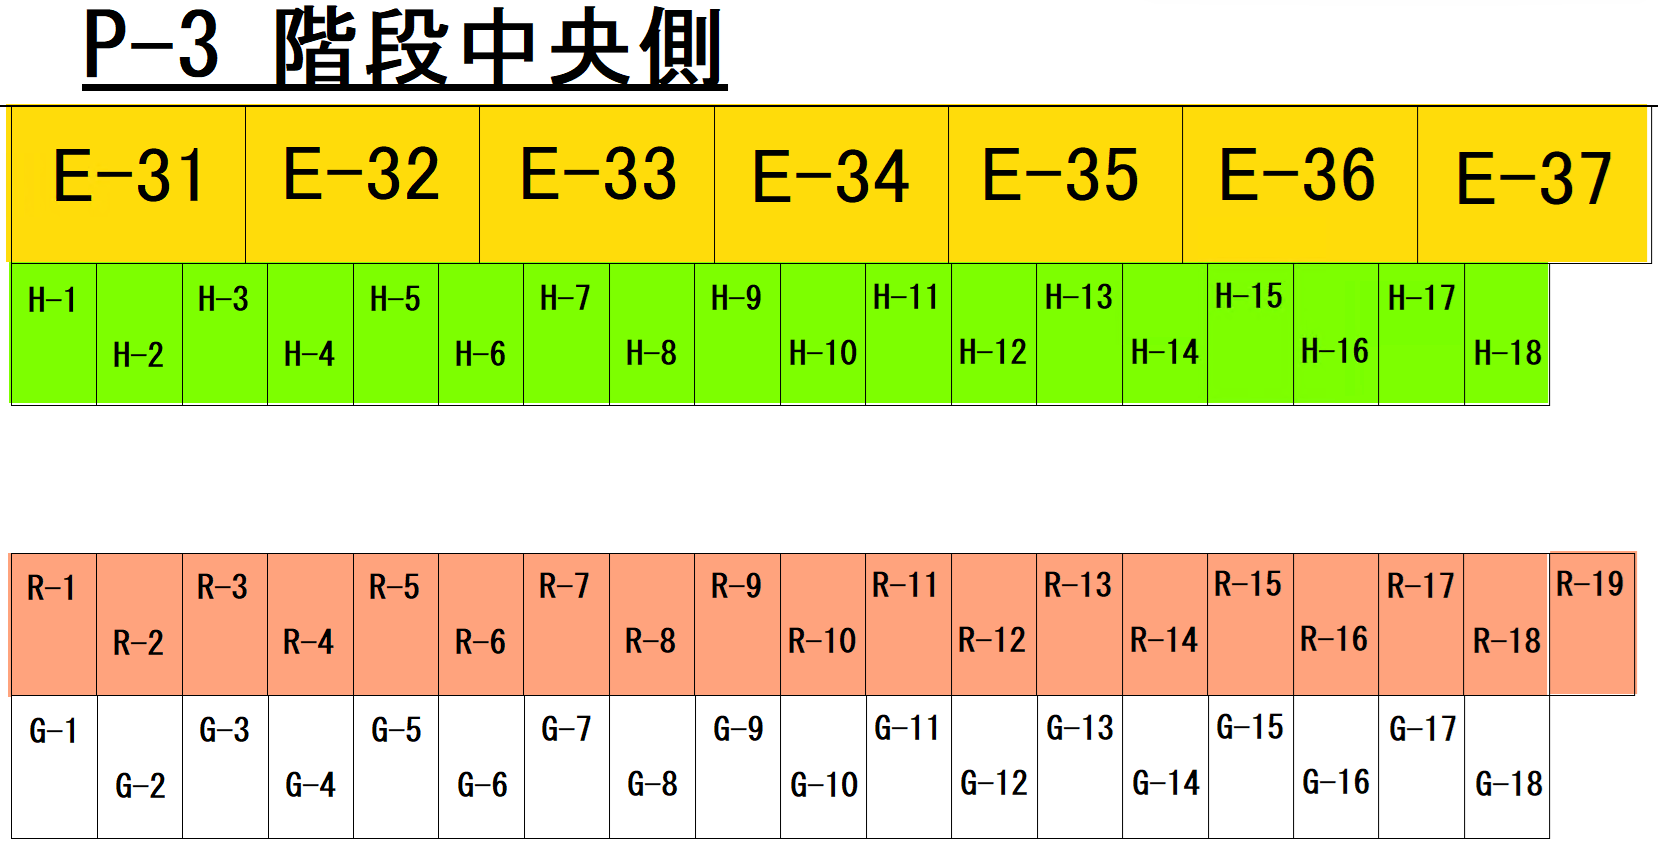 P-3 階段中央側
E-31 E-32 E-33 E-34 E-35 E-36 E-37
H-1 H-3 H-5 H-7 H-9 H-11 H-13 H-15 H-17
H-2 H-4 H-6 H-8 H-10 H-12 H-14 H-16 H-18
R-1 R-3 R-5 R-7 R-9 R-11 R-13 R-15 R-17 R-19
R-2 R-4 R-6 R-8 R-10 R-12 R-14 R-16 R-18
G-1 G-3 G-5 G-7 G-9 G-11 G-13 G-15 G-17
G-2 G-4 G-6 G-8 G-10 G-12 G-14 G-16 G-18